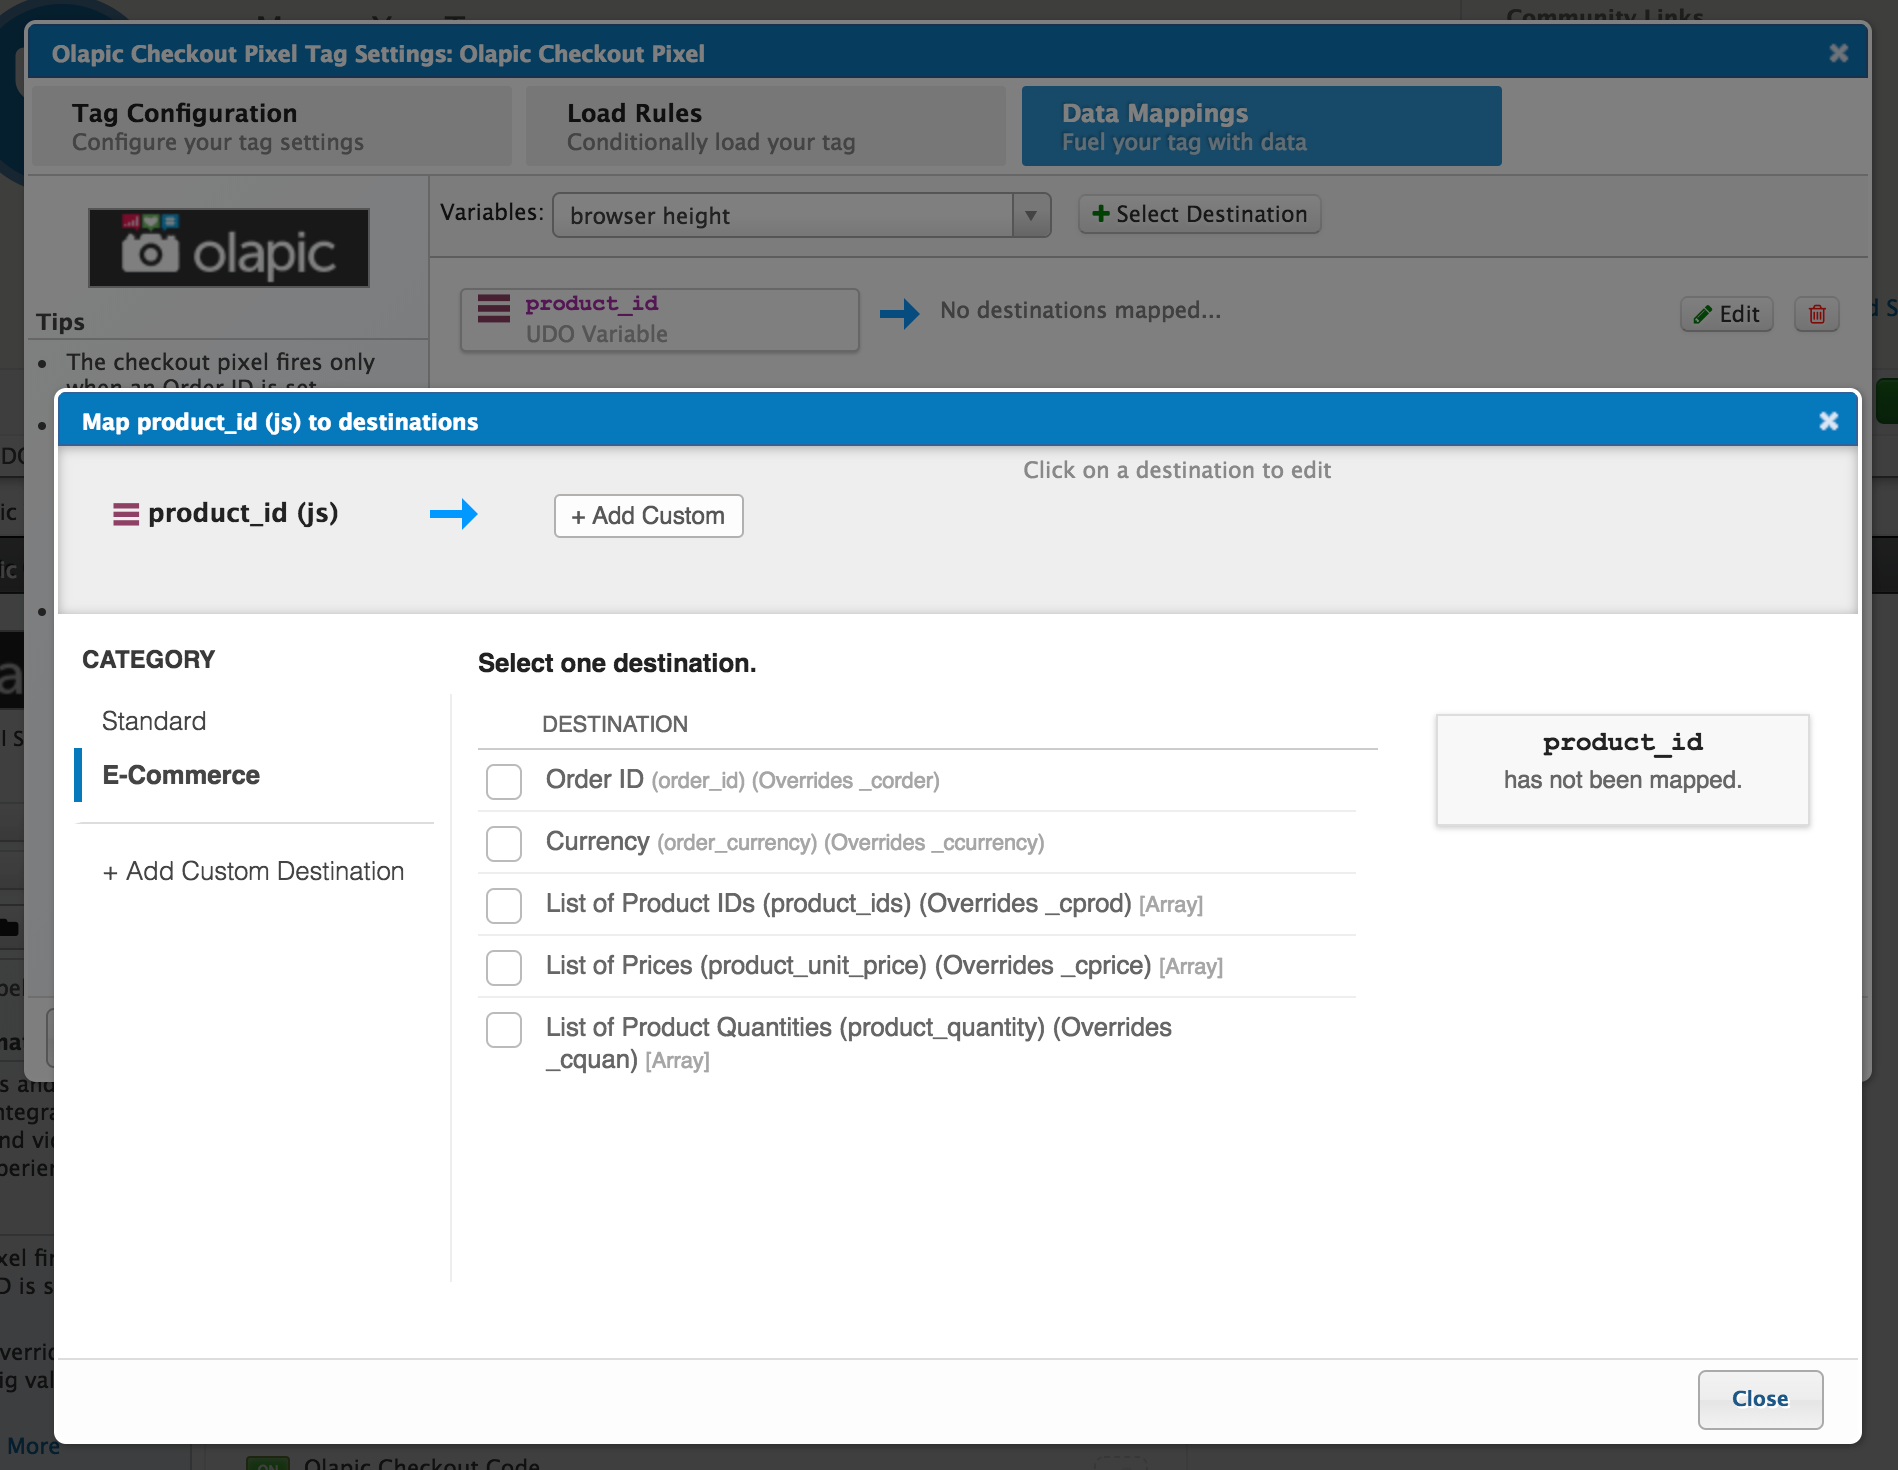 Community Links
Olapic Checkout Pixel Tag Settings: Olapic Checkout Pixel
Tag Configuration
Configure your tag settings
Load Rules
Conditionally load your tag
Data Mappings
Fuel your tag with data
olapic
Variables:
browser height
Select Destination
Tips
product_id
UDO Variable
No destinations mapped...
Edit
The checkout pixel fires only
when an Order ID is set
Map product_id (js) to destinations
Click on a destination to edit
product_id (js)
+ Add Custom
CATEGORY
Standard
E-Commerce
+ Add Custom Destination
Select one destination.
DESTINATION
Order ID (order_id) (Overrides _corder)
Currency (order_currency) (Overrides _ccurrency)
List of Product IDs (product_ids) (Overrides _cprod) [Array]
List of Prices (product_unit_price) (Overrides _cprice) [Array]
List of Product Quantities (product_quantity) (Overrides
_cquan) [Array]
product_id
has not been mapped.
Close
More
ON
Olapic Checkout Code